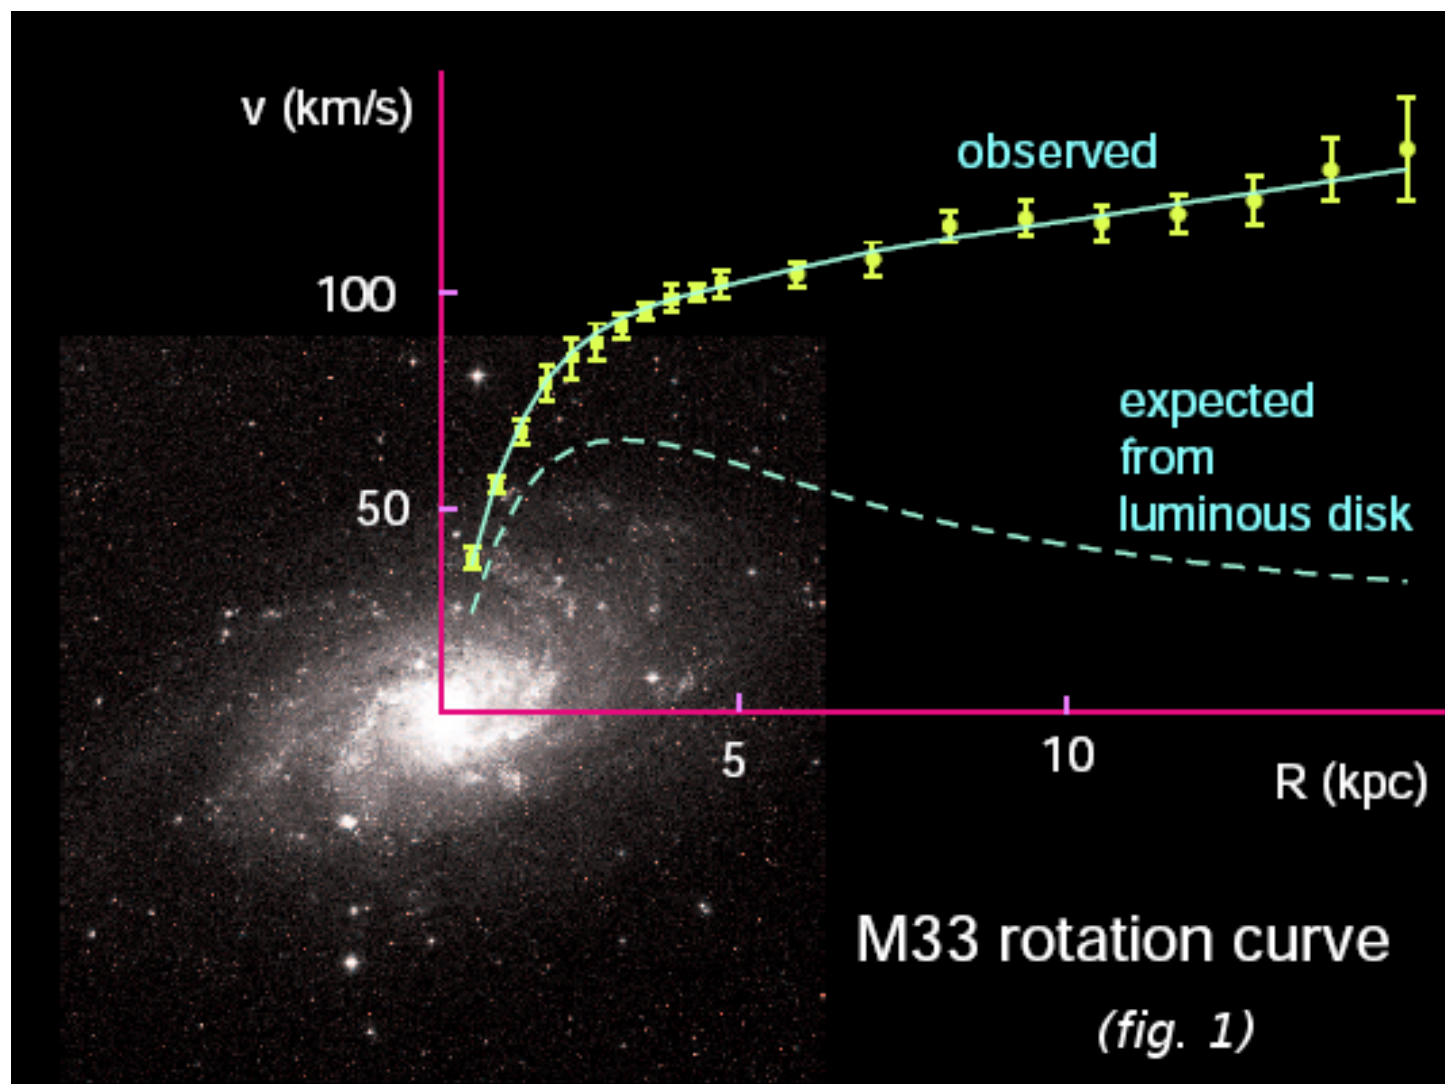 v (km/s)
observed
100
expected
from
luminous disk
50
5
10
R (kpc)
M33 rotation curve
(fig. 1)